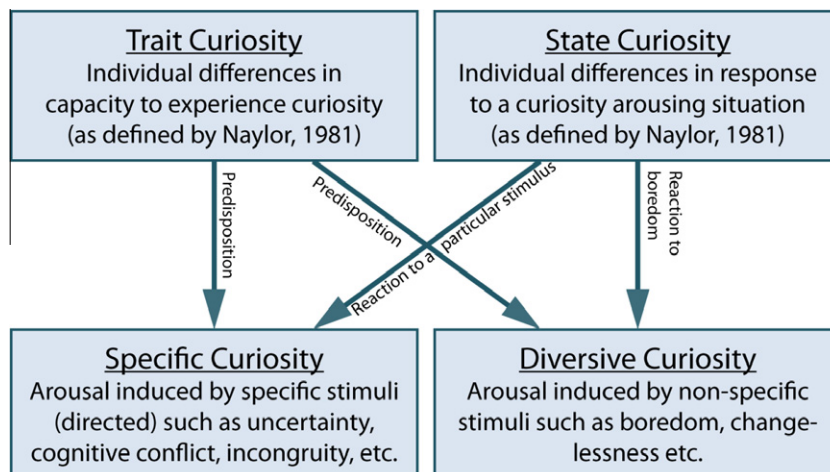 Trait Curiosity
Individual differences in
capacity to experience curiosity
(as defined by Naylor, 1981)
State Curiosity
Individual differences in response
to a curiosity arousing situation
(as defined by Naylor, 1981)
Predisposition
Predisposition
Reaction to a particular stimulus
Reaction to
boredom
Specific Curiosity
Arousal induced by specific stimuli
(directed) such as uncertainty,
cognitive conflict, incongruity, etc.
Diversive Curiosity
Arousal induced by non-specific
stimuli such as boredom, change-
lessness etc.